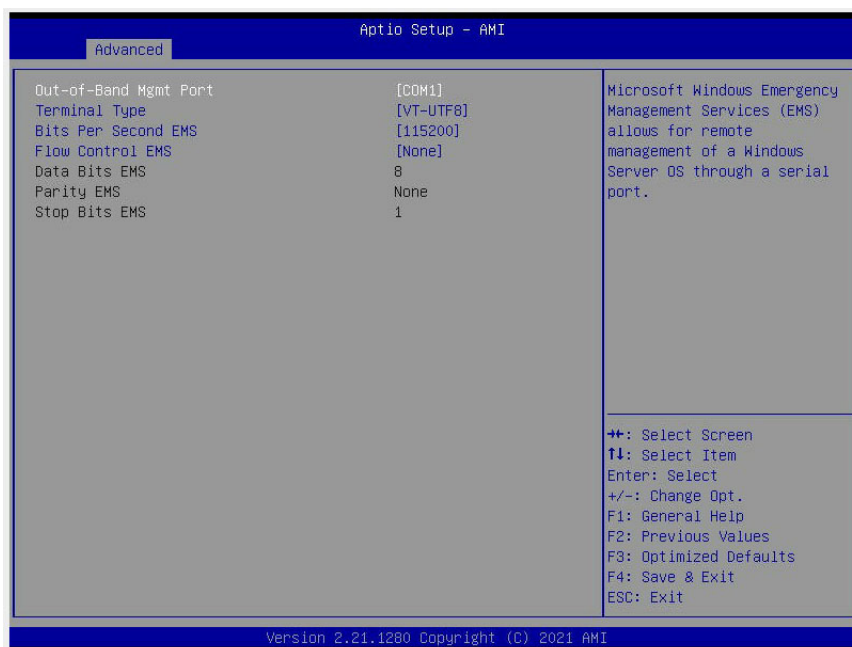 Aptio Setup - AMI
Advanced
Out-of-Band Mgmt Port [COM1]
Terminal Type [VT-UTF8]
Bits Per Second EMS [115200]
Flow Control EMS [None]
Data Bits EMS 8
Parity EMS None
Stop Bits EMS 1
Microsoft Windows Emergency
Management Services (EMS)
allows for remote
management of a Windows
Server OS through a serial
port.
→←: Select Screen
↑↓: Select Item
Enter: Select
+/-: Change Opt.
F1: General Help
F2: Previous Values
F3: Optimized Defaults
F4: Save & Exit
ESC: Exit
Version 2.21.1280 Copyright (C) 2021 AMI